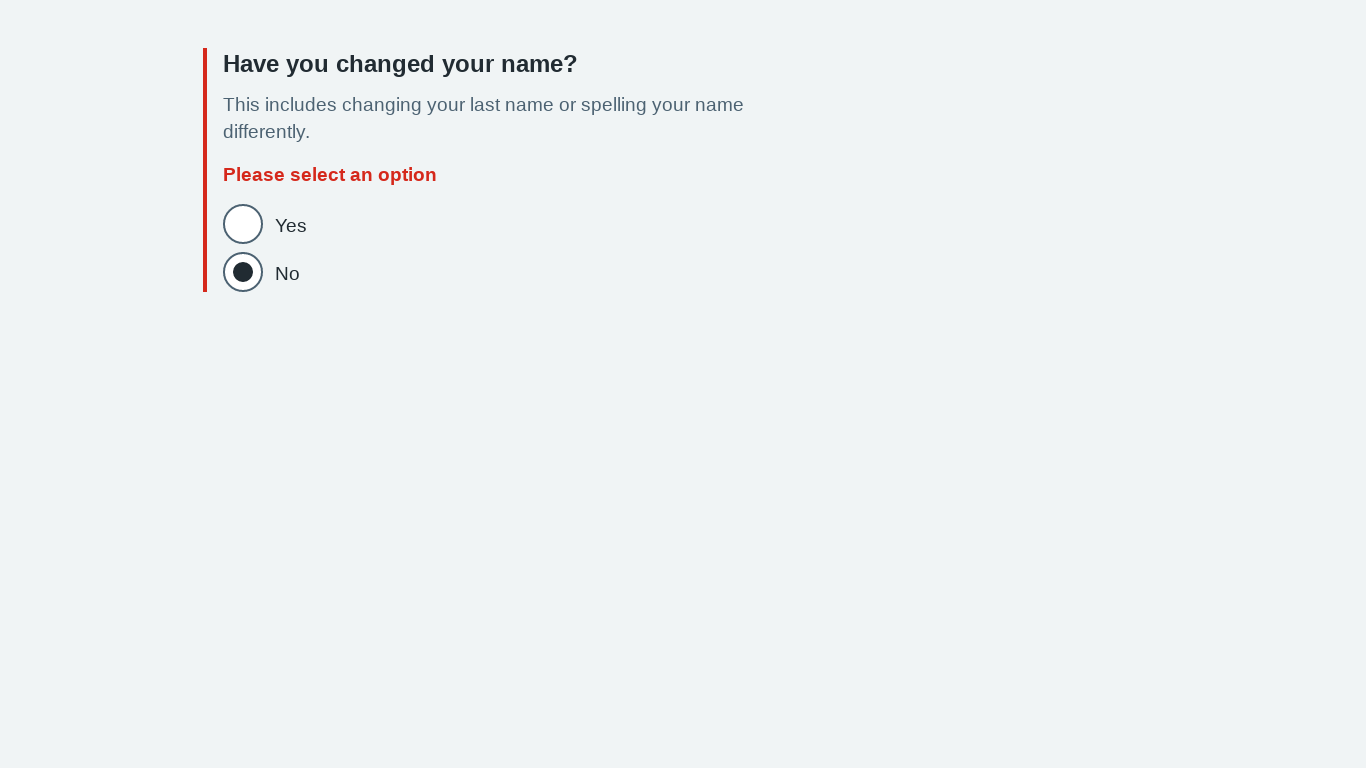 Have you changed your name?
This includes changing your last name or spelling your name
differently.
Please select an option
Yes
No